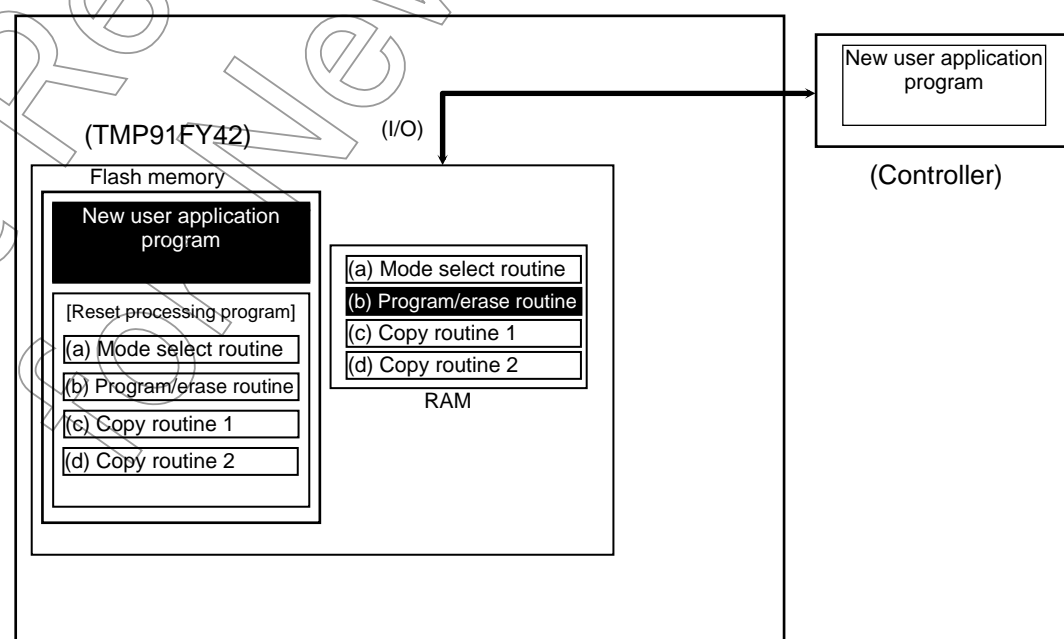 New user application
program
(TMP91FY42)
(I/O)
(Controller)
Flash memory
New user application
program
[Reset processing program]
(a) Mode select routine
(b) Program/erase routine
(c) Copy routine 1
(d) Copy routine 2
(a) Mode select routine
(b) Program/erase routine
(c) Copy routine 1
(d) Copy routine 2
RAM